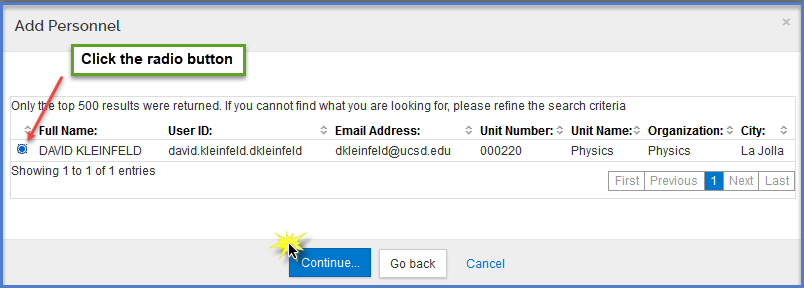 Add Personnel
×
Click the radio button
Only the top 500 results were returned. If you cannot find what you are looking for, please refine the search criteria
Full Name: User ID: Email Address: Unit Number: Unit Name: Organization: City:
DAVID KLEINFELD david.kleinfeld.dkleinfeld dkleinfeld@ucsd.edu 000220 Physics Physics La Jolla
Showing 1 to 1 of 1 entries
First Previous 1 Next Last
Continue... Go back Cancel